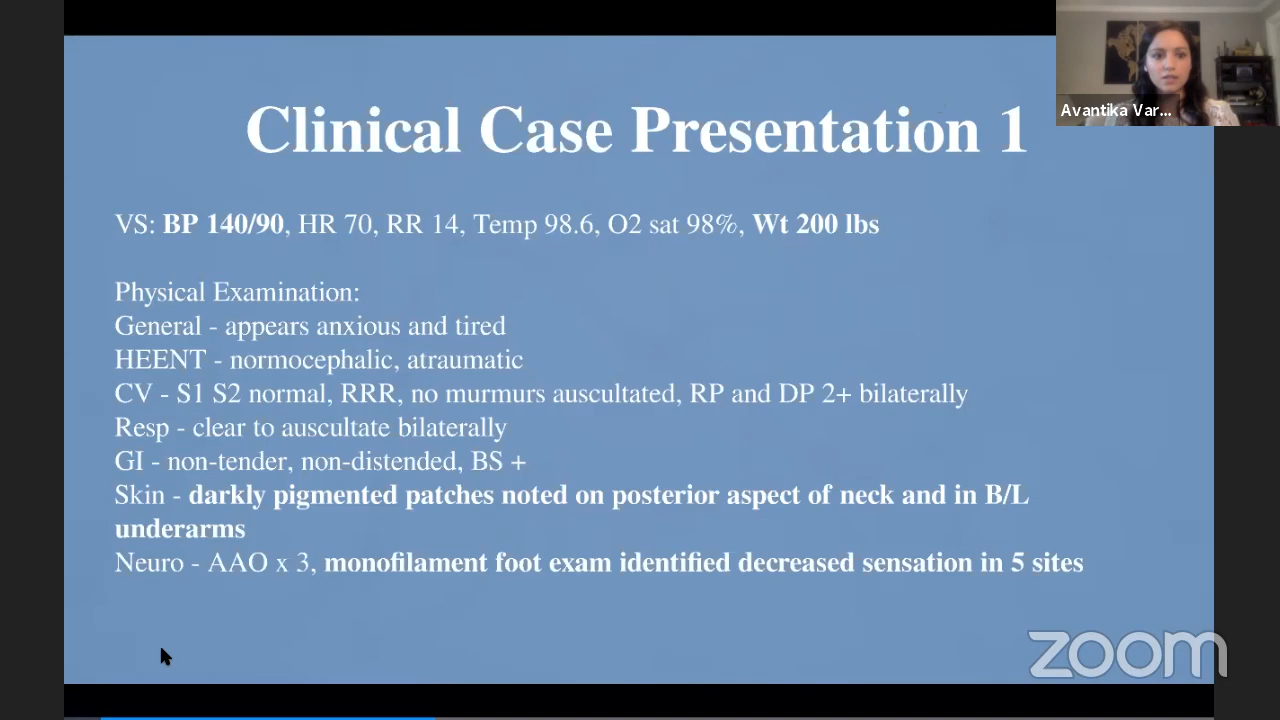 Avantika Var...
Clinical Case Presentation 1
VS: BP 140/90, HR 70, RR 14, Temp 98.6, O2 sat 98%, Wt 200 lbs
Physical Examination:
General - appears anxious and tired
HEENT - normocephalic, atraumatic
CV - S1 S2 normal, RRR, no murmurs auscultated, RP and DP 2+ bilaterally
Resp - clear to auscultate bilaterally
GI - non-tender, non-distended, BS +
Skin - darkly pigmented patches noted on posterior aspect of neck and in B/L
underarms
Neuro - AAO x 3, monofilament foot exam identified decreased sensation in 5 sites
zoom